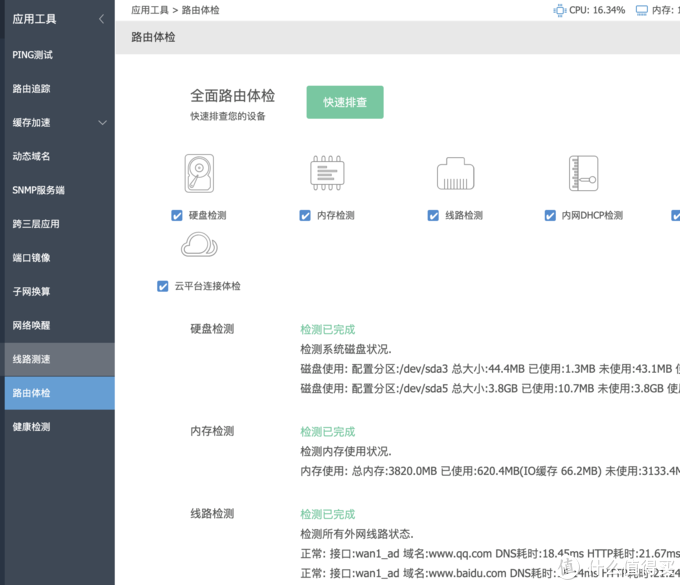 应用工具
PING测试
路由追踪
缓存加速
动态域名
SNMP服务端
跨三层应用
端口镜像
子网换算
网络唤醒
线路测速
路由体检
健康检测
应用工具 > 路由体检
CPU: 16.34% 内存: 1
路由体检
全面路由体检
快速排查您的设备
快速排查
硬盘检测 内存检测 线路检测 内网DHCP检测
云平台连接体检
硬盘检测 检测已完成
检测系统磁盘状况.
磁盘使用: 配置分区:/dev/sda3 总大小:44.4MB 已使用:1.3MB 未使用:43.1MB 使
磁盘使用: 配置分区:/dev/sda5 总大小:3.8GB 已使用:10.7MB 未使用:3.8GB 使
内存检测 检测已完成
检测内存使用状况.
内存使用: 总内存:3820.0MB 已使用:620.4MB(IO缓存 66.2MB) 未使用:3133.4M
线路检测 检测已完成
检测所有外网线路状态.
正常: 接口:wan1_ad 域名:www.qq.com DNS耗时:18.45ms HTTP耗时:21.67ms
正常: 接口:wan1_ad 域名:www.baidu.com DNS耗时: HTTP耗时:
值 什么值得买